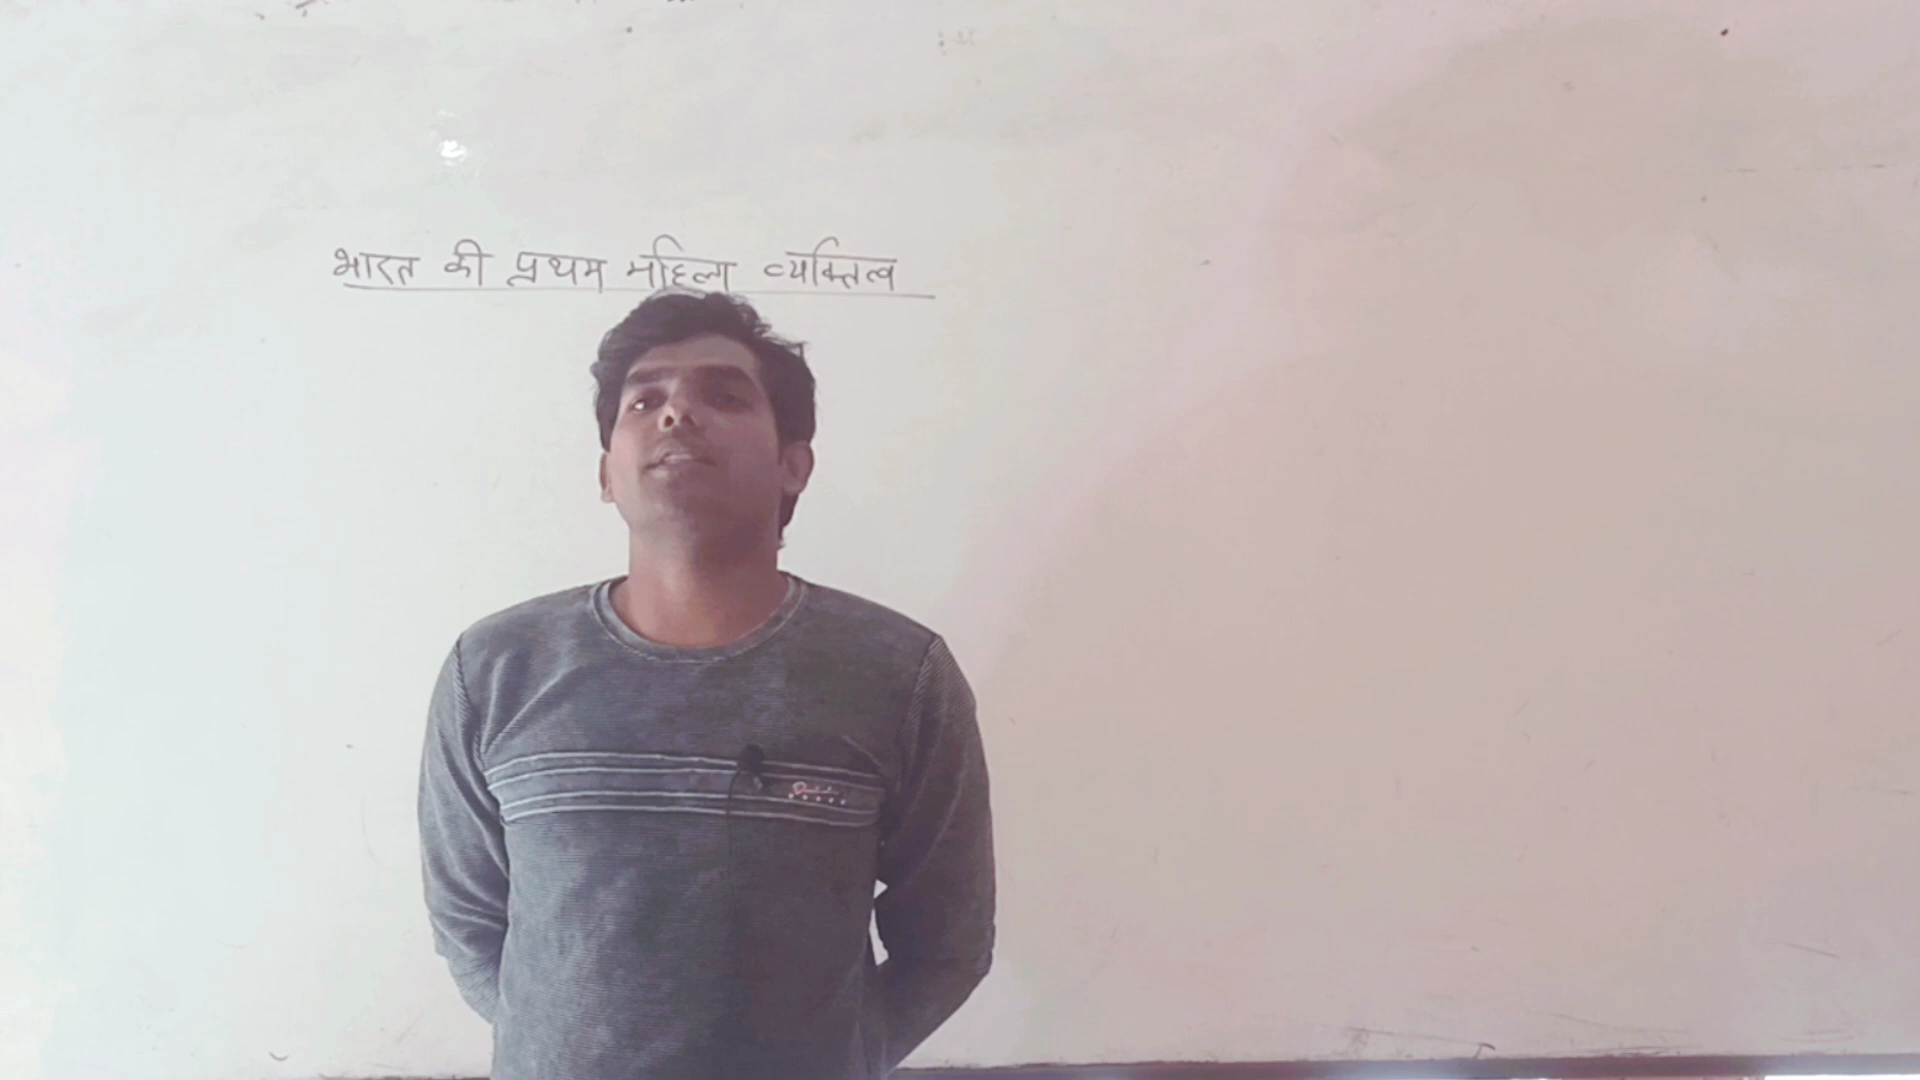 भारत की प्रथम महिला व्यक्तित्व